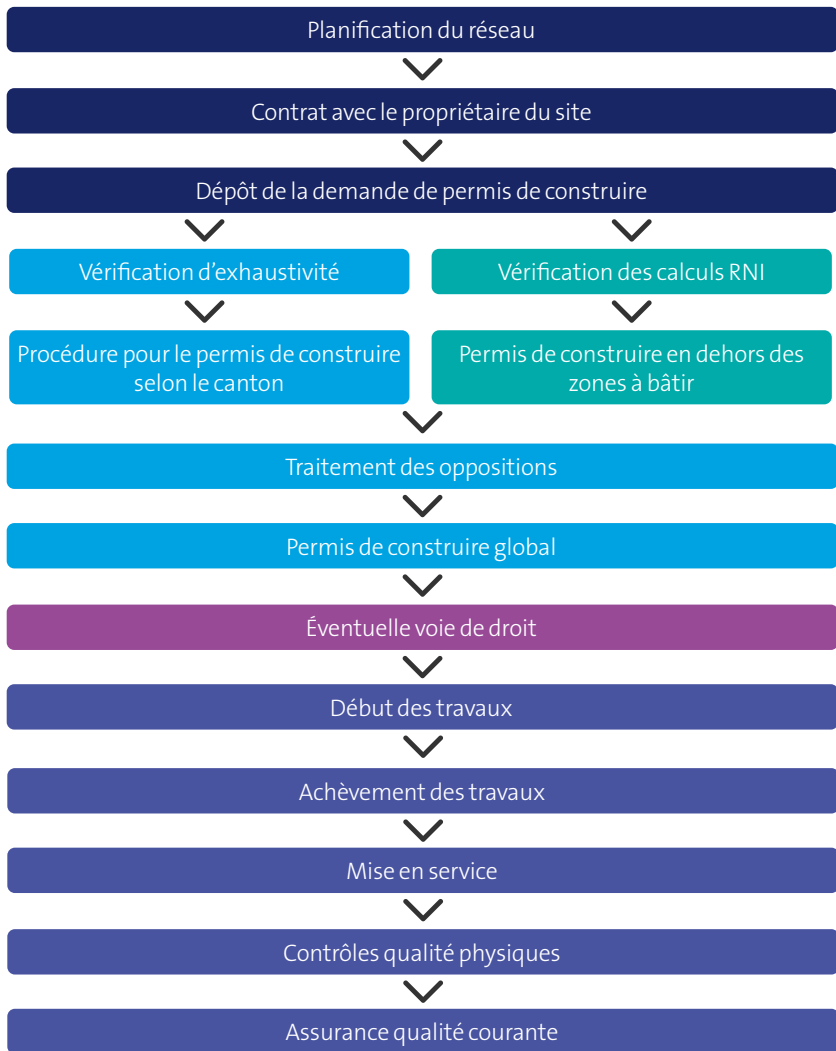 Planification du réseau
Contrat avec le propriétaire du site
Dépôt de la demande de permis de construire
Vérification d’exhaustivité
Vérification des calculs RNI
Procédure pour le permis de construire
selon le canton
Permis de construire en dehors des
zones à bâtir
Traitement des oppositions
Permis de construire global
Éventuelle voie de droit
Début des travaux
Achèvement des travaux
Mise en service
Contrôles qualité physiques
Assurance qualité courante